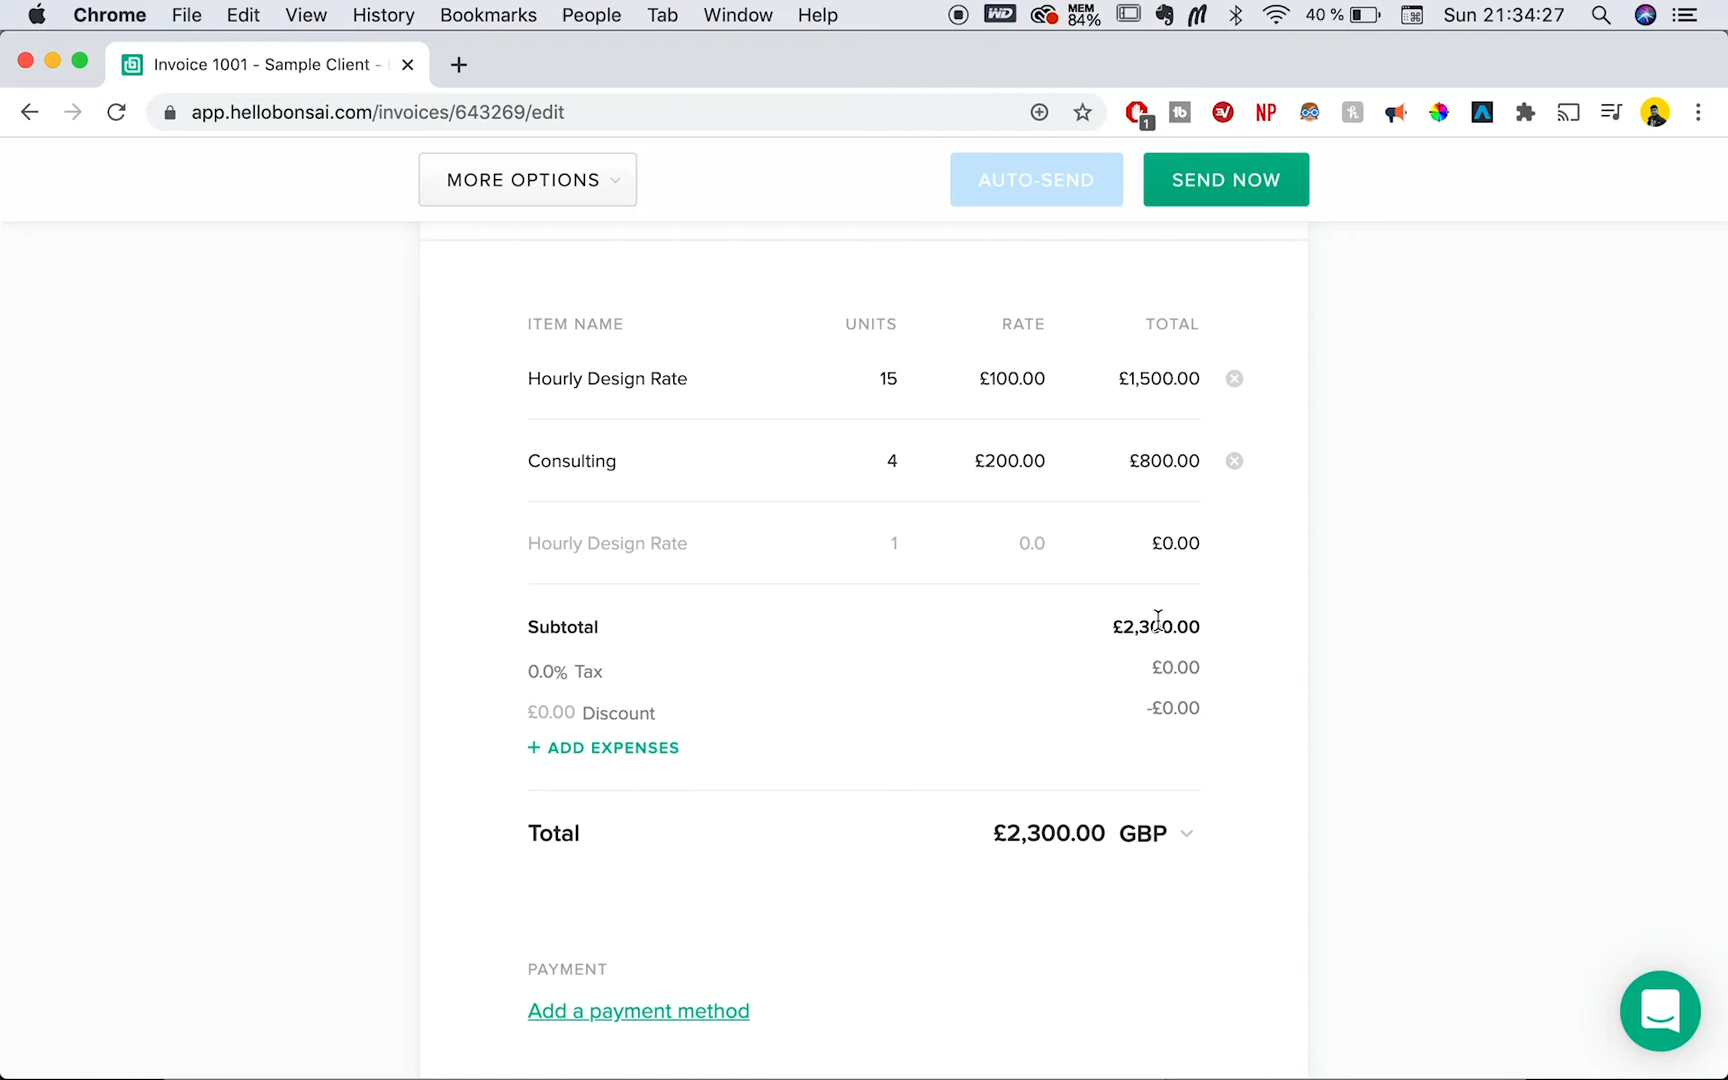 Chrome File Edit View History Bookmarks People Tab Window Help WD MEM 84% 40 % Sun 21:34:27
Invoice 1001 - Sample Client -
app.hellobonsai.com/invoices/643269/edit 1 tb NP h
MORE OPTIONS AUTO-SEND SEND NOW
ITEM NAME UNITS RATE TOTAL
Hourly Design Rate 15 £100.00 £1,500.00
Consulting 4 £200.00 £800.00
Hourly Design Rate 1 0.0 £0.00
Subtotal £2,300.00
0.0% Tax £0.00
£0.00 Discount -£0.00
+ ADD EXPENSES
Total £2,300.00 GBP
PAYMENT
Add a payment method